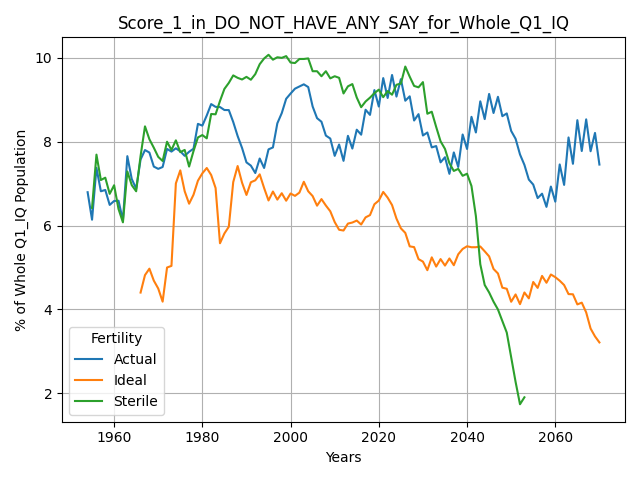 Score_1_in_DO_NOT_HAVE_ANY_SAY_for_Whole_Q1_IQ
% of Whole Q1_IQ Population
10
8
6
4
2
Fertility
Actual
Ideal
Sterile
1960 1980 2000 2020 2040 2060
Years